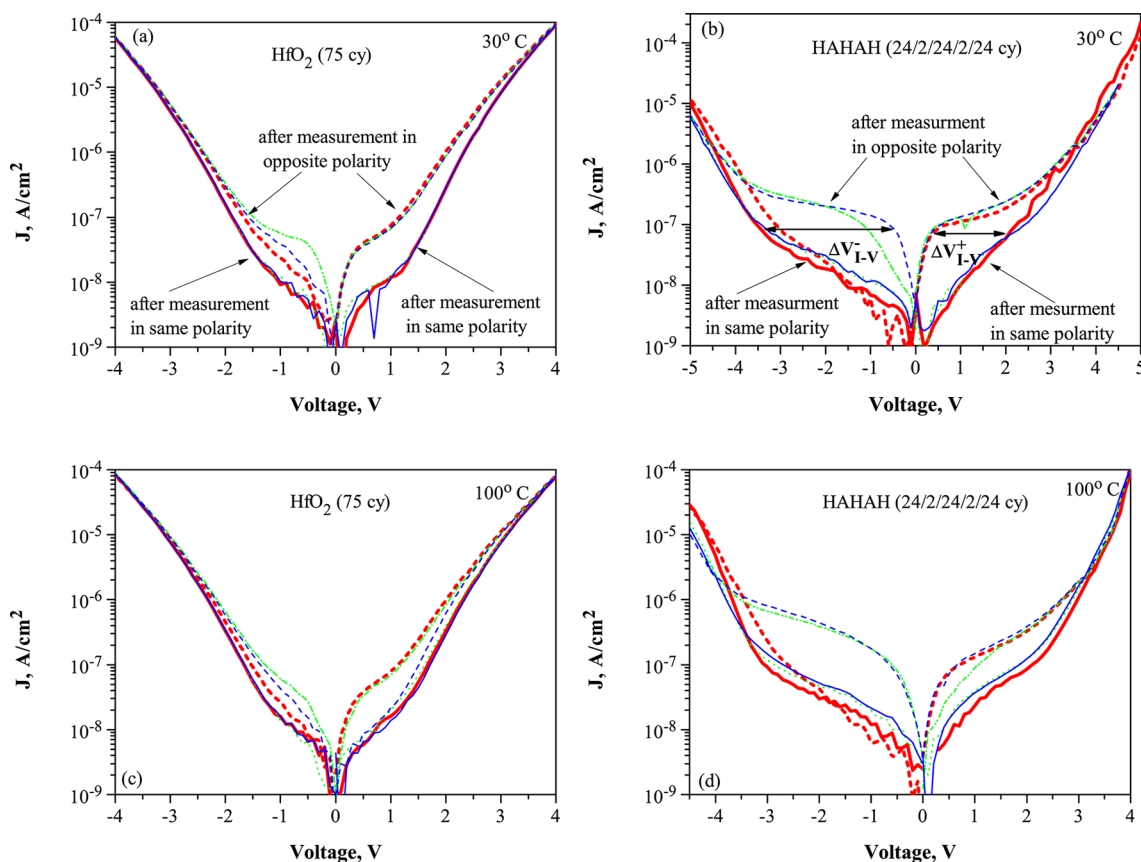 (a)
HfO2 (75 cy)
30° C
after measurement in
opposite polarity
after measurement
in same polarity
after measurement
in same polarity
J, A/cm²
10⁻⁴
10⁻⁵
10⁻⁶
10⁻⁷
10⁻⁸
10⁻⁹
-4 -3 -2 -1 0 1 2 3 4
Voltage, V
(b)
HAHAH (24/2/24/2/24 cy)
30° C
after measurment
in opposite polarity
ΔV⁻I-V
ΔV⁺I-V
after measurment
in same polarity
after mesurment
in same polarity
J, A/cm²
10⁻⁴
10⁻⁵
10⁻⁶
10⁻⁷
10⁻⁸
10⁻⁹
-5 -4 -3 -2 -1 0 1 2 3 4 5
Voltage, V
HfO2 (75 cy)
100° C
(c)
J, A/cm²
10⁻⁴
10⁻⁵
10⁻⁶
10⁻⁷
10⁻⁸
10⁻⁹
-4 -3 -2 -1 0 1 2 3 4
Voltage, V
100° C
HAHAH (24/2/24/2/24 cy)
(d)
J, A/cm²
10⁻⁴
10⁻⁵
10⁻⁶
10⁻⁷
10⁻⁸
10⁻⁹
-4 -3 -2 -1 0 1 2 3 4
Voltage, V